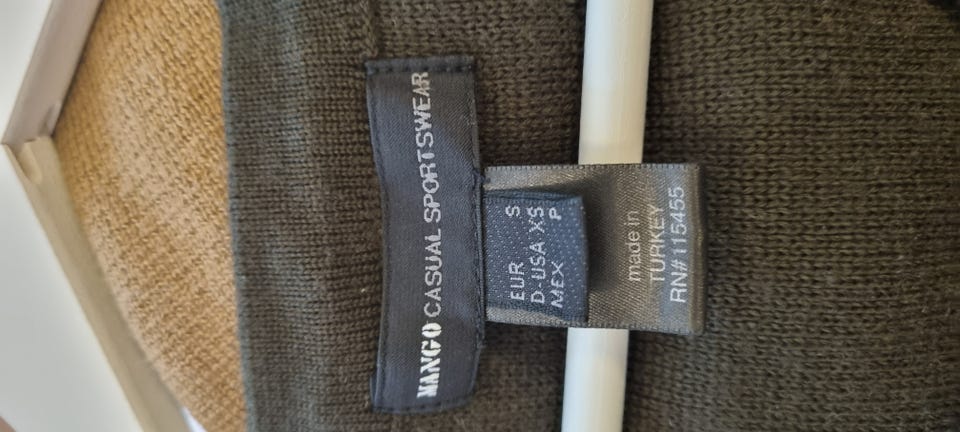 MANGO CASUAL SPORTSWEAR
EUR S
D-USA XS
MEX P
made in
TURKEY
RN# 115455